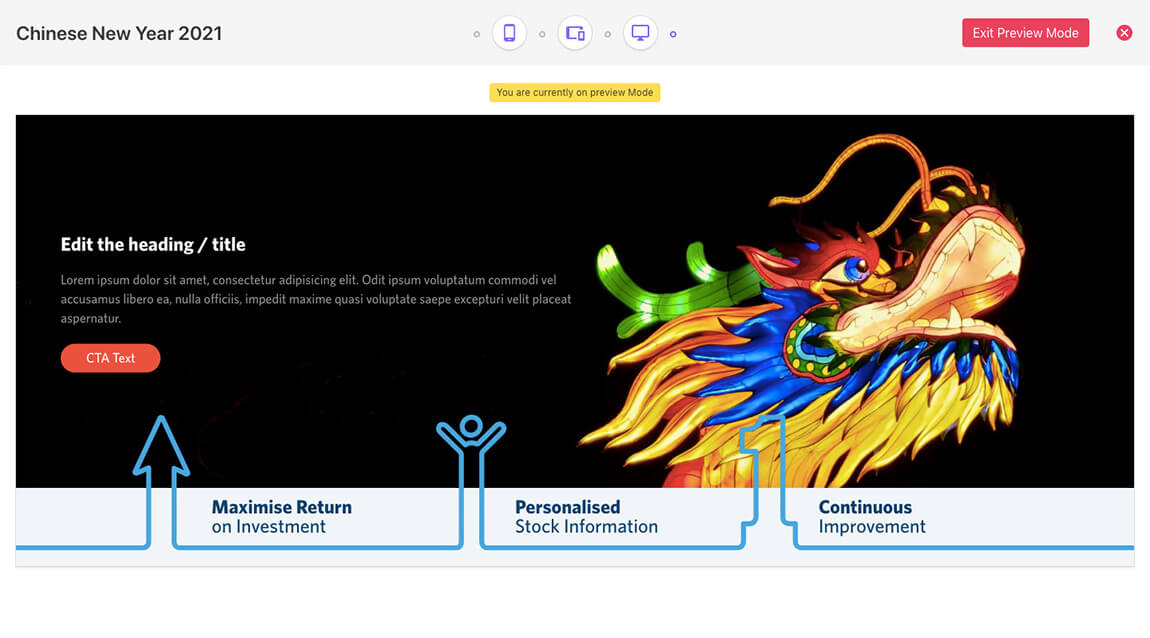 Chinese New Year 2021
Exit Preview Mode
You are currently on preview Mode
Edit the heading / title
Lorem ipsum dolor sit amet, consectetur adipisicing elit. Odit ipsum voluptatum commodi vel
accusamus libero ea, nulla officiis, impedit maxime quasi voluptate saepe excepturi velit placeat
aspernatur.
CTA Text
Maximise Return
on Investment
Personalised
Stock Information
Continuous
Improvement